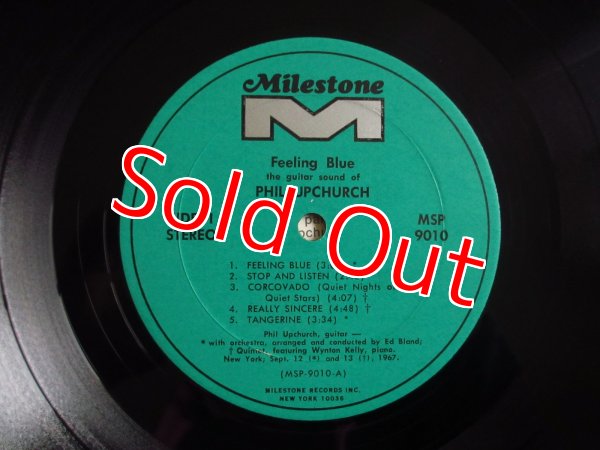 Milestone
M
Feeling Blue
the guitar sound of
PHIL UPCHURCH
Sold Out
STEREO
MSP
9010
1. FEELING BLUE
2. STOP AND LISTEN
3. CORCOVADO (Quiet Nights of
Quiet Stars) (4:07) †
4. REALLY SINCERE (4:48) †
5. TANGERINE (3:34) *
Phil Upchurch, guitar —
* with orchestra, arranged and conducted by Ed Bland;
† Quintet, featuring Wynton Kelly, piano.
New York; Sept. 12 (*) and 13 (†), 1967.
(MSP-9010-A)
MILESTONE RECORDS INC.
NEW YORK 10036